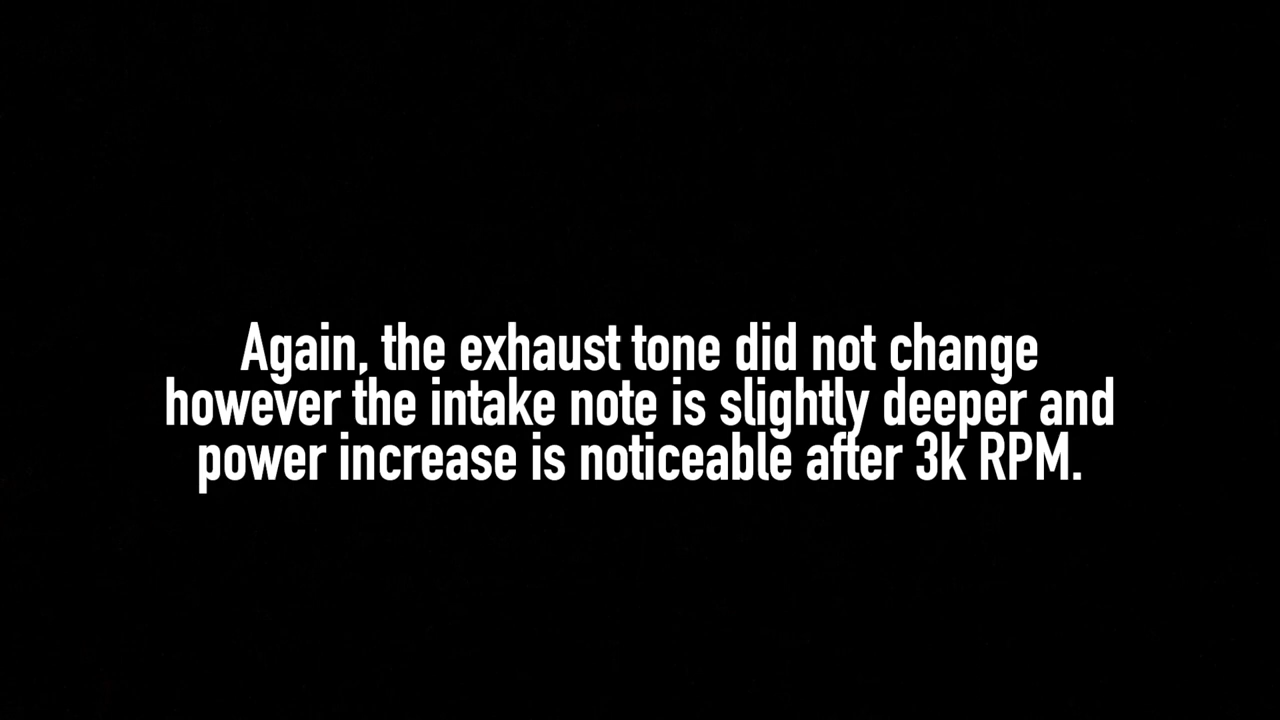 Again, the exhaust tone did not change
however the intake note is slightly deeper and
power increase is noticeable after 3k RPM.